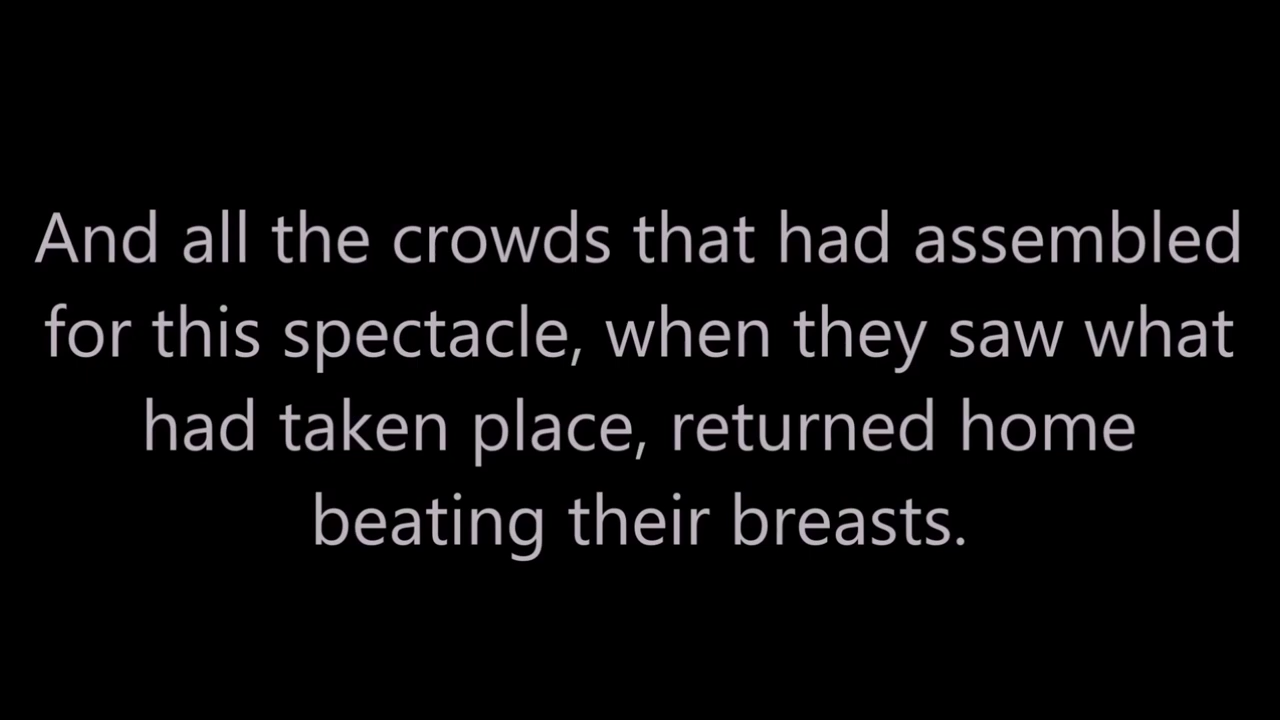 And all the crowds that had assembled
for this spectacle, when they saw what
had taken place, returned home
beating their breasts.